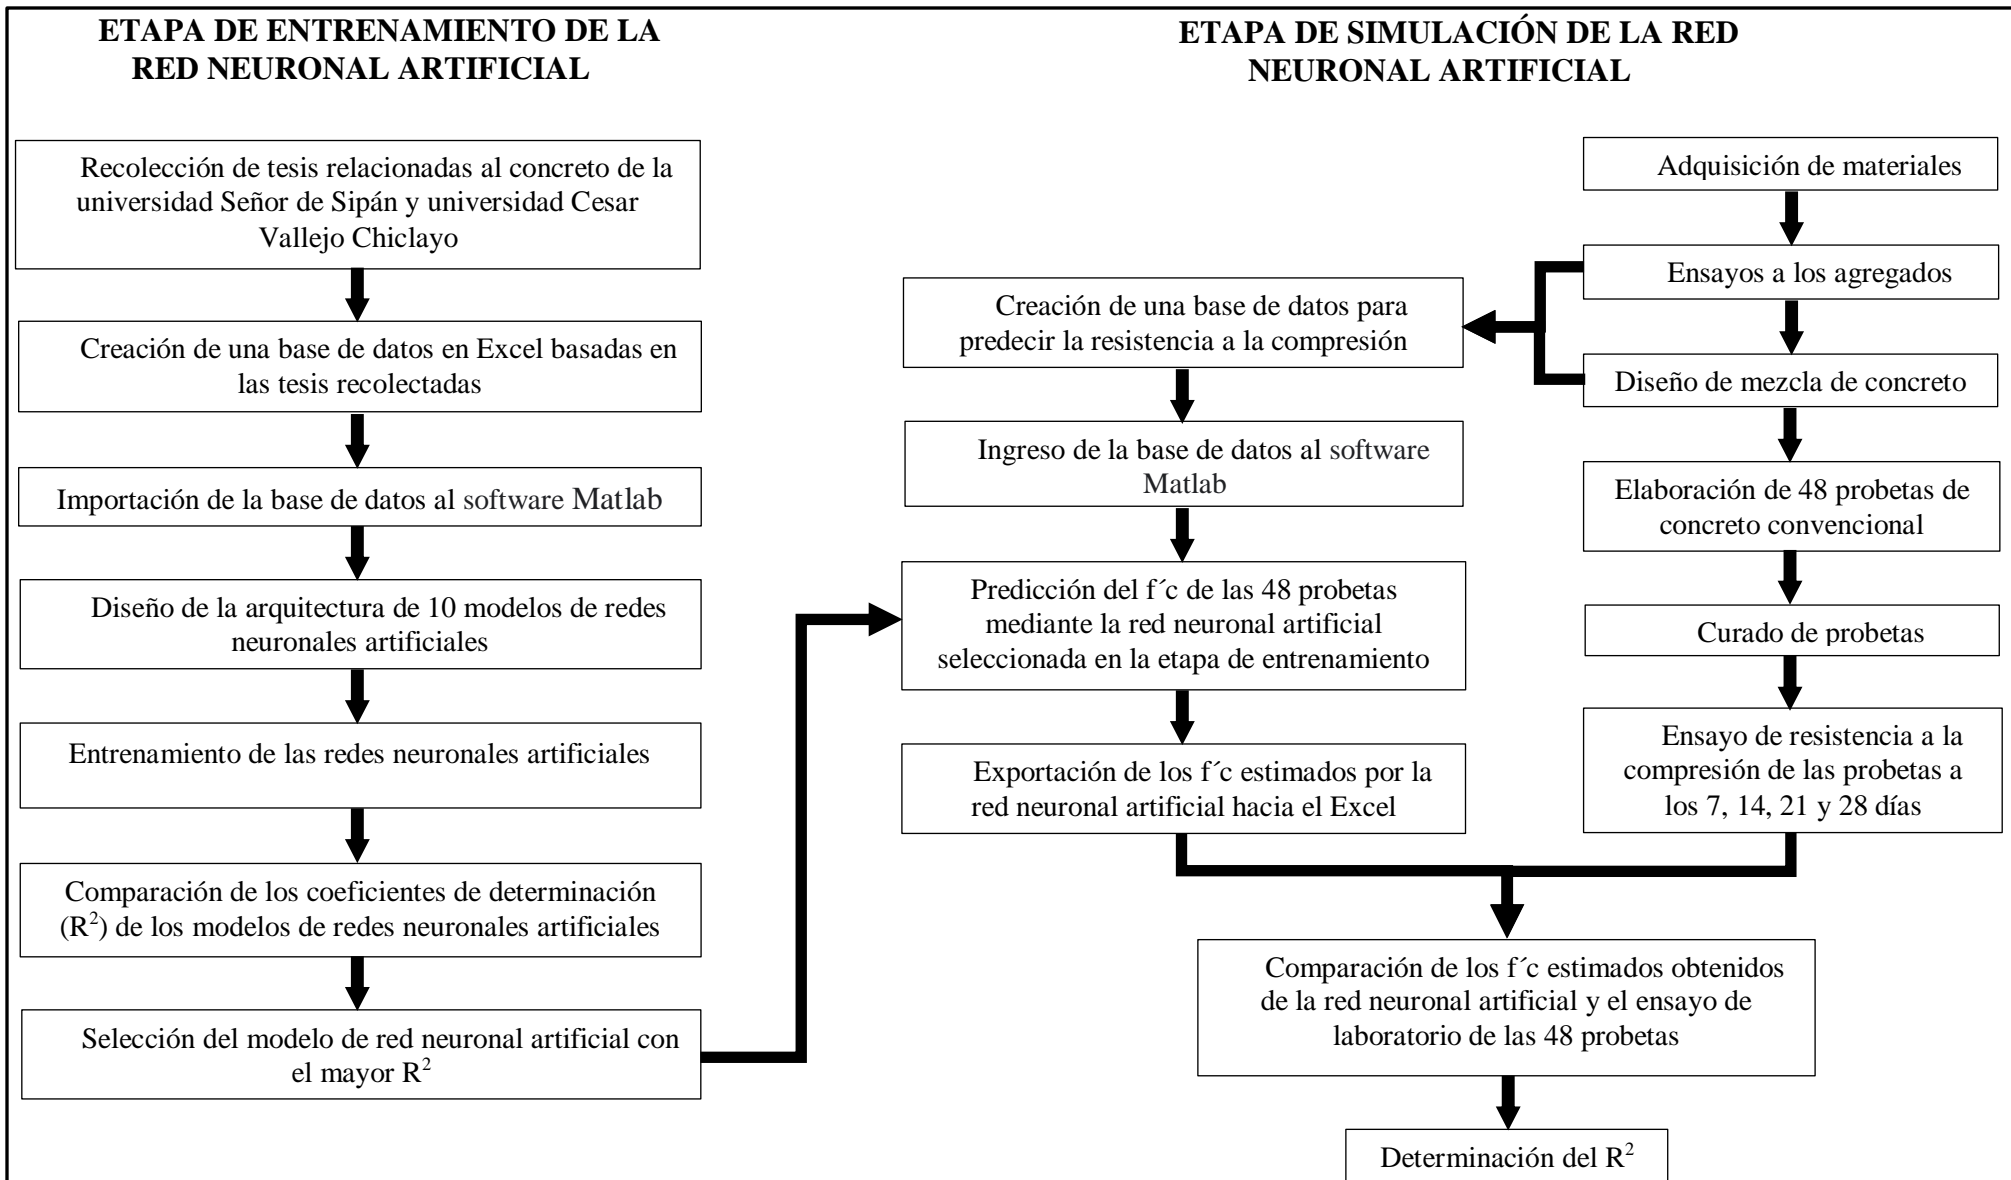 ETAPA DE ENTRENAMIENTO DE LA
RED NEURONAL ARTIFICIAL
Recolección de tesis relacionadas al concreto de la
universidad Señor de Sipán y universidad Cesar
Vallejo Chiclayo
Creación de una base de datos en Excel basadas en
las tesis recolectadas
Importación de la base de datos al software Matlab
Diseño de la arquitectura de 10 modelos de redes
neuronales artificiales
Entrenamiento de las redes neuronales artificiales
Comparación de los coeficientes de determinación
(R²) de los modelos de redes neuronales artificiales
Selección del modelo de red neuronal artificial con
el mayor R²
ETAPA DE SIMULACIÓN DE LA RED
NEURONAL ARTIFICIAL
Adquisición de materiales
Ensayos a los agregados
Diseño de mezcla de concreto
Elaboración de 48 probetas de
concreto convencional
Curado de probetas
Ensayo de resistencia a la
compresión de las probetas a
los 7, 14, 21 y 28 días
Creación de una base de datos para
predecir la resistencia a la compresión
Ingreso de la base de datos al software
Matlab
Predicción del f´c de las 48 probetas
mediante la red neuronal artificial
seleccionada en la etapa de entrenamiento
Exportación de los f´c estimados por la
red neuronal artificial hacia el Excel
Comparación de los f´c estimados obtenidos
de la red neuronal artificial y el ensayo de
laboratorio de las 48 probetas
Determinación del R²